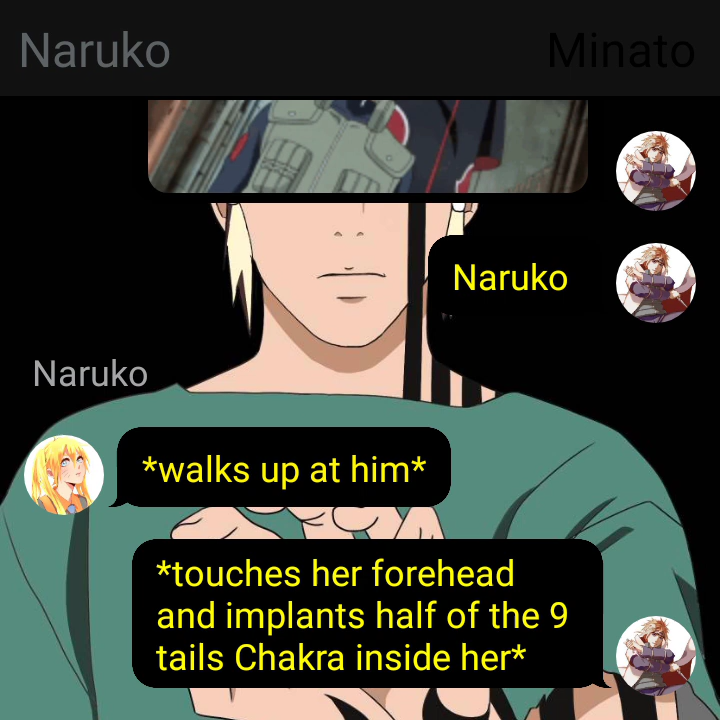 Naruko
Minato
Naruko
Naruko
*walks up at him*
*touches her forehead
and implants half of the 9
tails Chakra inside her*